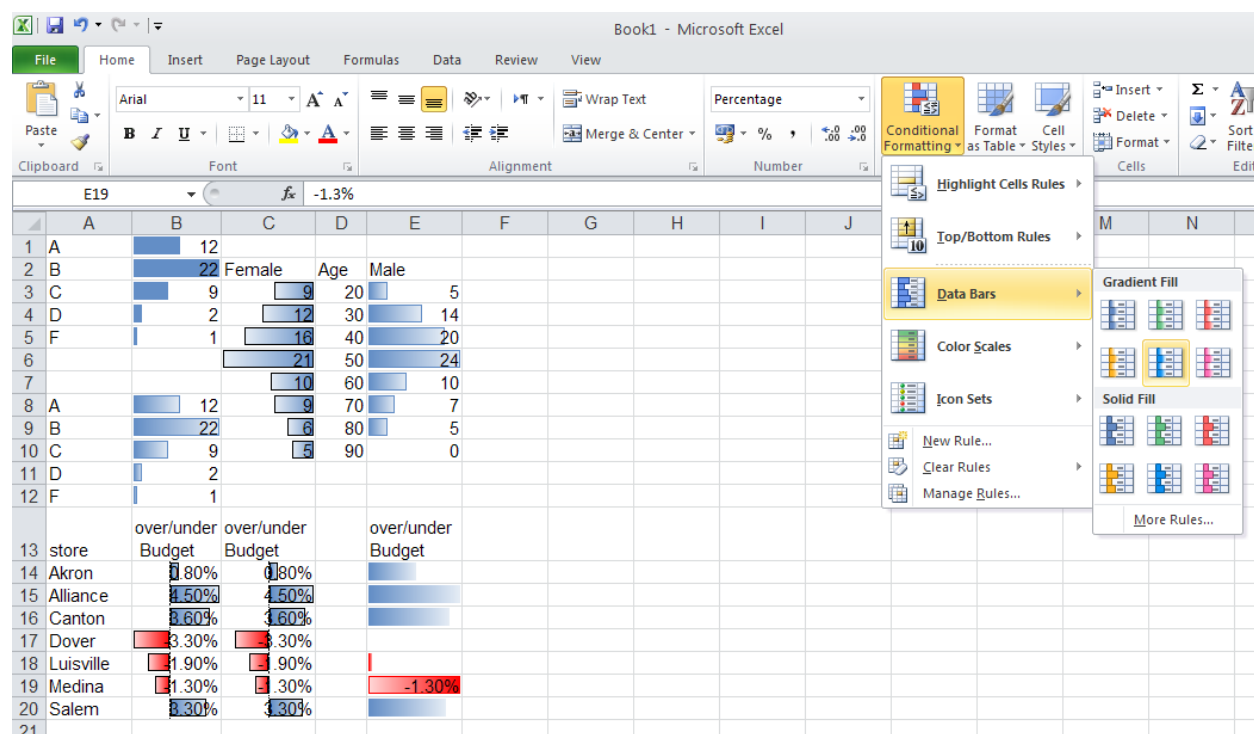 Book1 - Microsoft Excel
File Home Insert Page Layout Formulas Data Review View
Paste
Clipboard
Arial 11 A A
B I U A
Font
Wrap Text
Merge & Center
Alignment
Percentage
% , .0 .00 .00 .0
Number
Conditional Formatting
Format as Table
Cell Styles
Insert
Delete
Format
Cells
Σ
Sort
Filte
Edi
E19 fx -1.3%
A B C D E F G H I J M N
1 A 12
2 B 22 Female Age Male
3 C 9 9 20 5
4 D 2 12 30 14
5 F 1 16 40 20
6 21 50 24
7 10 60 10
8 A 12 9 70 7
9 B 22 6 80 5
10 C 9 5 90 0
11 D 2
12 F 1
over/under over/under over/under
13 store Budget Budget Budget
14 Akron 0.80% 0.80%
15 Alliance 4.50% 4.50%
16 Canton 3.60% 3.60%
17 Dover -3.30% -3.30%
18 Luisville -1.90% -1.90%
19 Medina -1.30% -1.30% -1.30%
20 Salem 3.30% 3.30%
21
Highlight Cells Rules
Top/Bottom Rules
10
Data Bars
Color Scales
Icon Sets
New Rule...
Clear Rules
Manage Rules...
Gradient Fill
Solid Fill
More Rules...